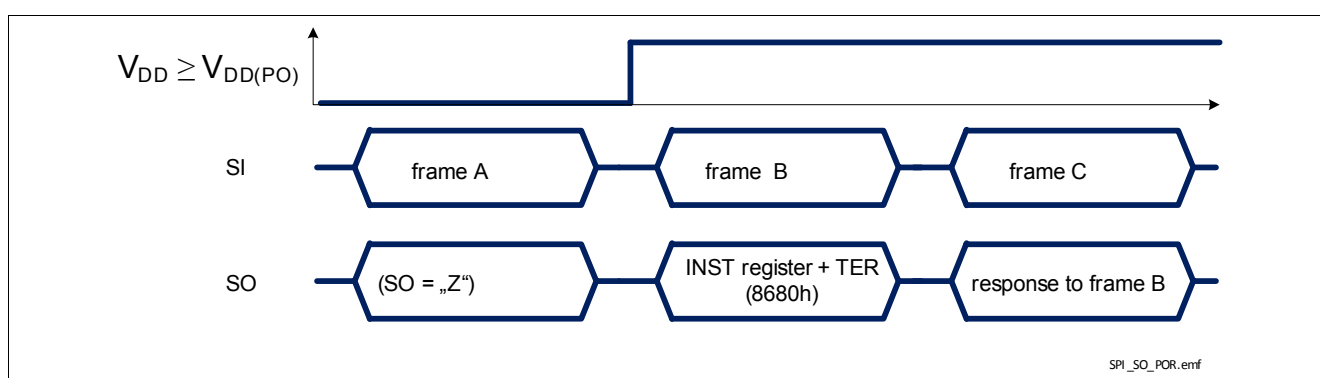 VDD ≥ VDD(PO)
SI
frame A
frame B
frame C
SO
(SO = „Z“)
INST register + TER
(8680h)
response to frame B
SPI_SO_POR.emf